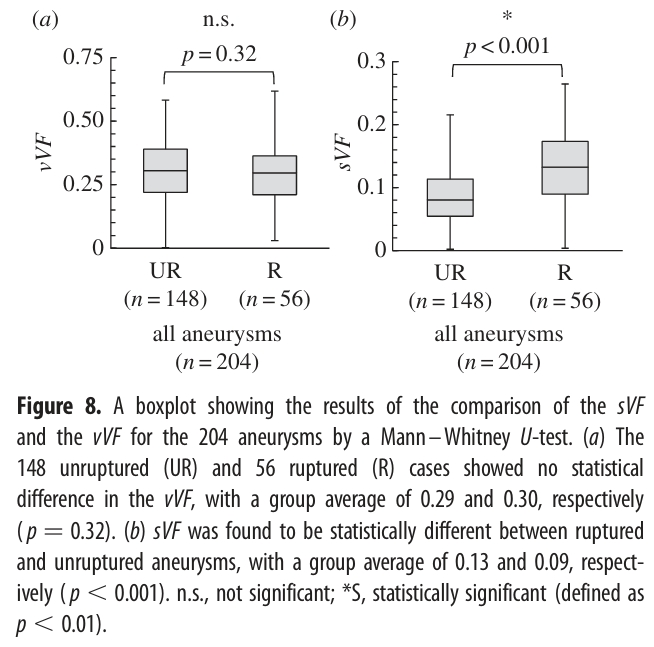 (a)
n.s.
p = 0.32
0.75
0.50
0.25
0
vVF
UR
R
(n = 148)
(n = 56)
all aneurysms
(n = 204)
(b)
*
p < 0.001
0.3
0.2
0.1
0
sVF
UR
R
(n = 148)
(n = 56)
all aneurysms
(n = 204)
Figure 8. A boxplot showing the results of the comparison of the sVF
and the vVF for the 204 aneurysms by a Mann–Whitney U-test. (a) The
148 unruptured (UR) and 56 ruptured (R) cases showed no statistical
difference in the vVF, with a group average of 0.29 and 0.30, respectively
(p = 0.32). (b) sVF was found to be statistically different between ruptured
and unruptured aneurysms, with a group average of 0.13 and 0.09, respect-
ively (p < 0.001). n.s., not significant; *S, statistically significant (defined as
p < 0.01).